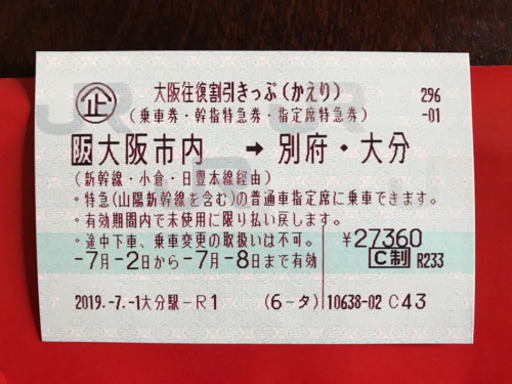 企 大阪往復割引きっぷ(かえり) 296
(乗車券・幹指特急券・指定席特急券) -01
阪大阪市内 → 別府・大分
(新幹線・小倉・日豊本線経由)
・特急(山陽新幹線を含む)の普通車指定席に乗車できます。
・有効期間内で未使用に限り払い戻します。
・途中下車、乗車変更の取扱いは不可。 ¥27360
-7月-2日から-7月-8日まで有効 C制 R233
2019.-7.-1大分駅-R1 (6-タ) 10638-02 C43